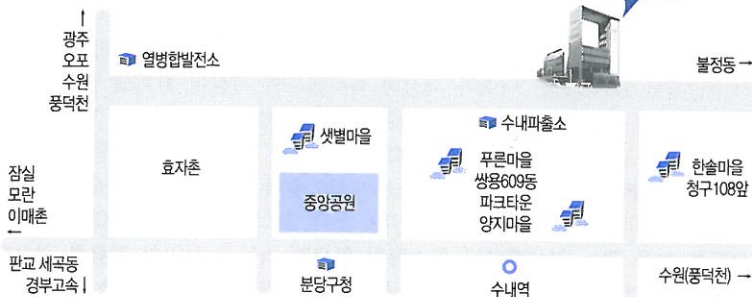 광주
오포
수원
풍덕천
열병합발전소
불정동
샛별마을
수내파출소
효자촌
푸른마을
쌍용609동
파크타운
양지마을
한솔마을
청구108앞
잠실
모란
이매촌
중앙공원
판교 세곡동
경부고속
분당구청
수내역
수원(풍덕천)